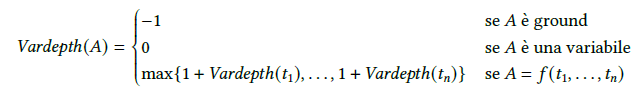 −1 se A è ground
Vardepth(A) = 0 se A è una variabile
max{1 + Vardepth(t₁), . . . , 1 + Vardepth(tₙ)} se A = f(t₁, . . . , tₙ)